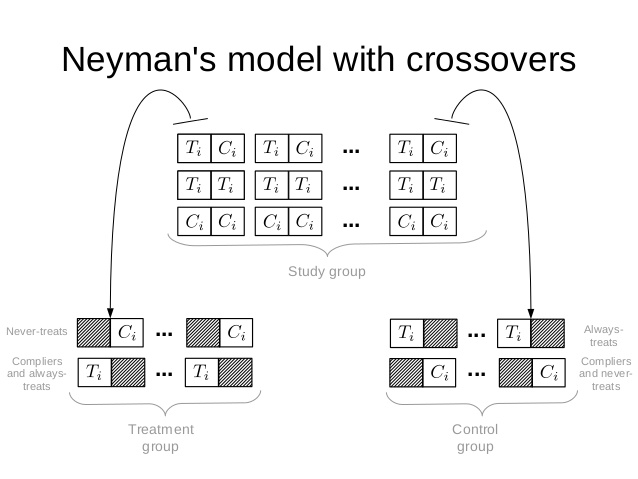 Neyman's model with crossovers
T_i C_i T_i C_i ... T_i C_i
T_i T_i T_i T_i ... T_i T_i
C_i C_i C_i C_i ... C_i C_i
Study group
Never-treats
C_i ... C_i
Compliers
and always-
treats
T_i ... T_i
Treatment
group
T_i ... T_i
Always-
treats
C_i ... C_i
Compliers
and never-
treats
Control
group